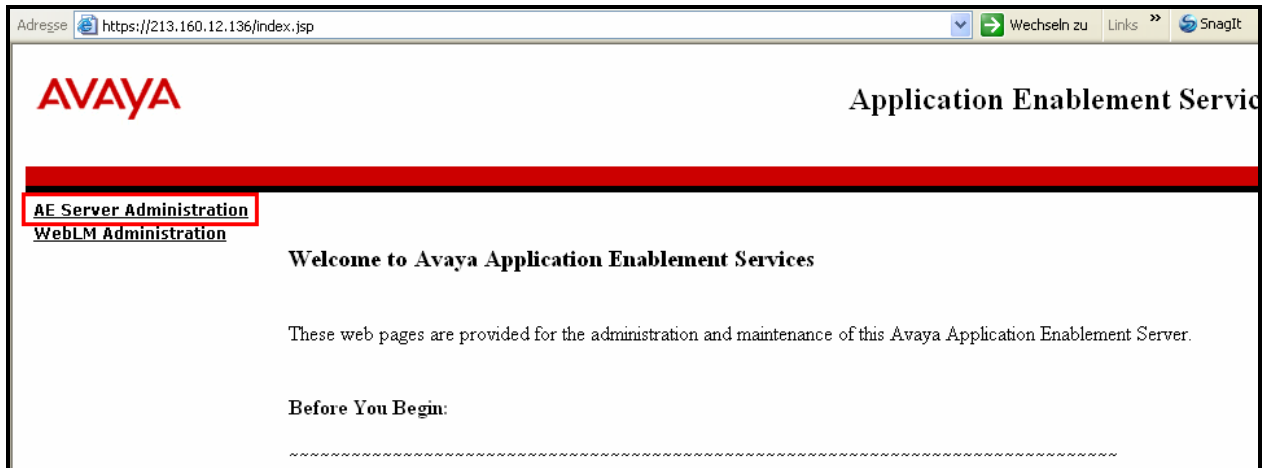 Adresse https://213.160.12.136/index.jsp Wechseln zu Links » SnagIt
AVAYA
Application Enablement Servic
AE Server Administration
WebLM Administration
Welcome to Avaya Application Enablement Services
These web pages are provided for the administration and maintenance of this Avaya Application Enablement Server.
Before You Begin:
~~~~~~~~~~~~~~~~~~~~~~~~~~~~~~~~~~~~~~~~~~~~~~~~~~~~~~~~~~~~~~~~~~~~~~~~~~~~~~~~